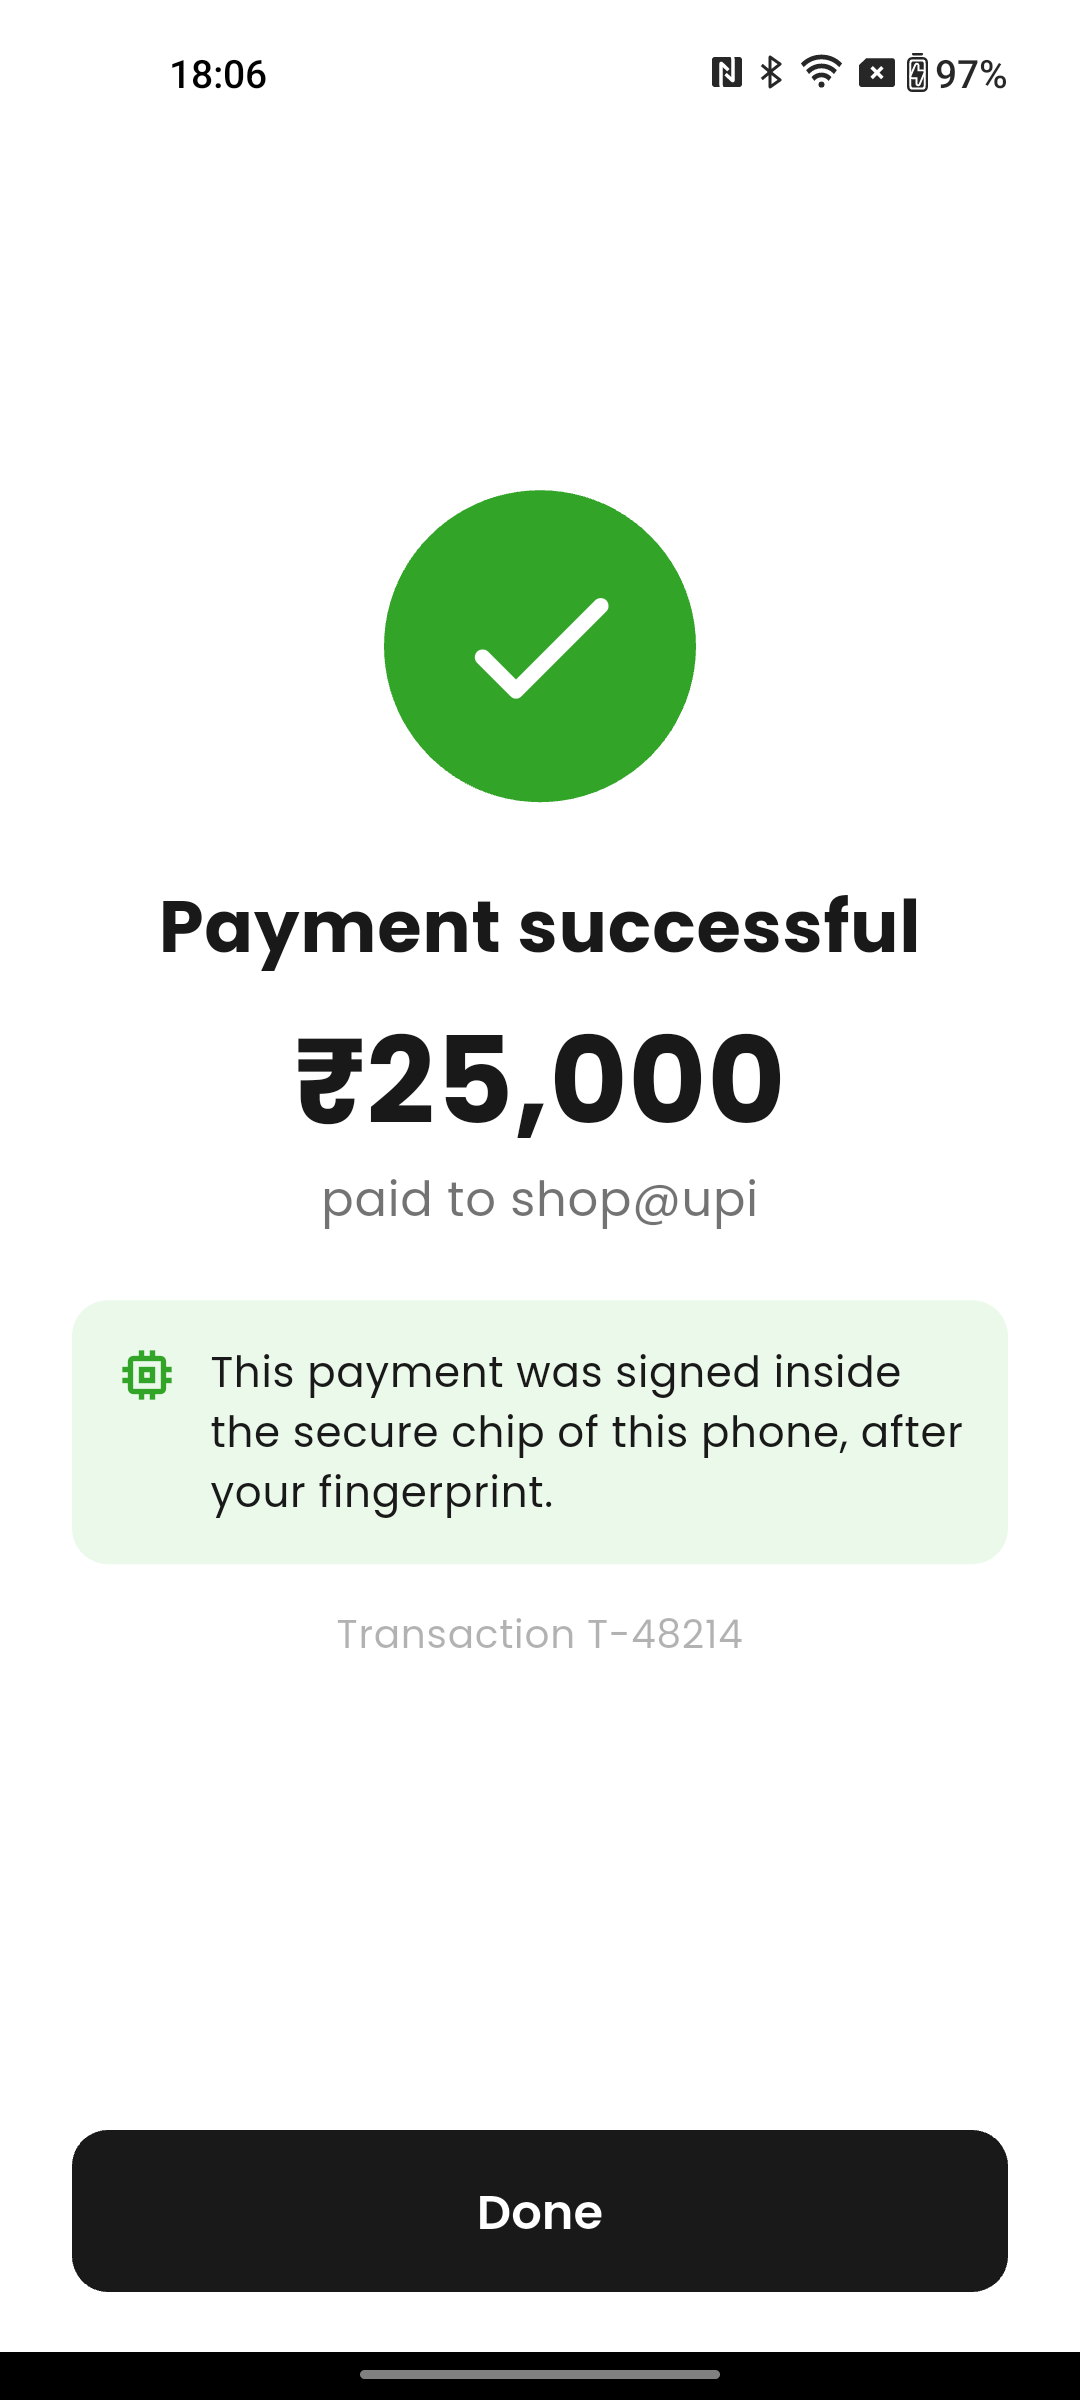 18:06
97%
Payment successful
₹25,000
paid to shop@upi
This payment was signed inside
the secure chip of this phone, after
your fingerprint.
Transaction T-48214
Done